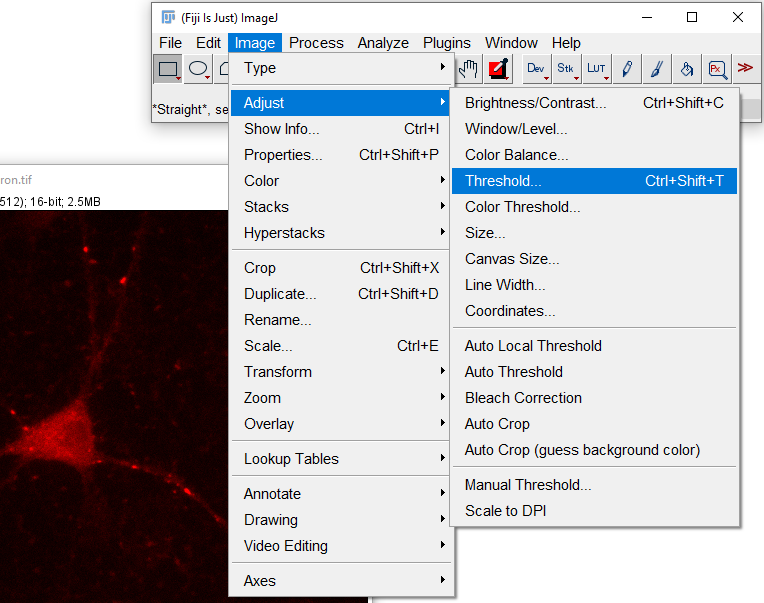 (Fiji Is Just) ImageJ
File Edit Image Process Analyze Plugins Window Help
Dev Stk LUT Px >>
*Straight*, se
ron.tif
512); 16-bit; 2.5MB
Type
Adjust
Show Info... Ctrl+I
Properties... Ctrl+Shift+P
Color
Stacks
Hyperstacks
Crop Ctrl+Shift+X
Duplicate... Ctrl+Shift+D
Rename...
Scale... Ctrl+E
Transform
Zoom
Overlay
Lookup Tables
Annotate
Drawing
Video Editing
Axes
Brightness/Contrast... Ctrl+Shift+C
Window/Level...
Color Balance...
Threshold... Ctrl+Shift+T
Color Threshold...
Size...
Canvas Size...
Line Width...
Coordinates...
Auto Local Threshold
Auto Threshold
Bleach Correction
Auto Crop
Auto Crop (guess background color)
Manual Threshold...
Scale to DPI